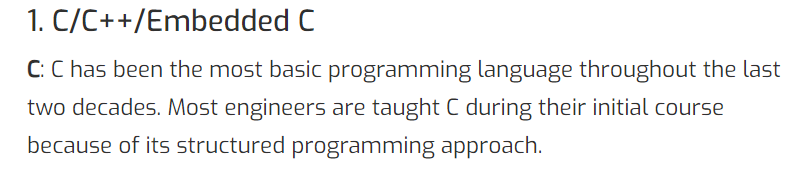 1. C/C++/Embedded C
C: C has been the most basic programming language throughout the last
two decades. Most engineers are taught C during their initial course
because of its structured programming approach.